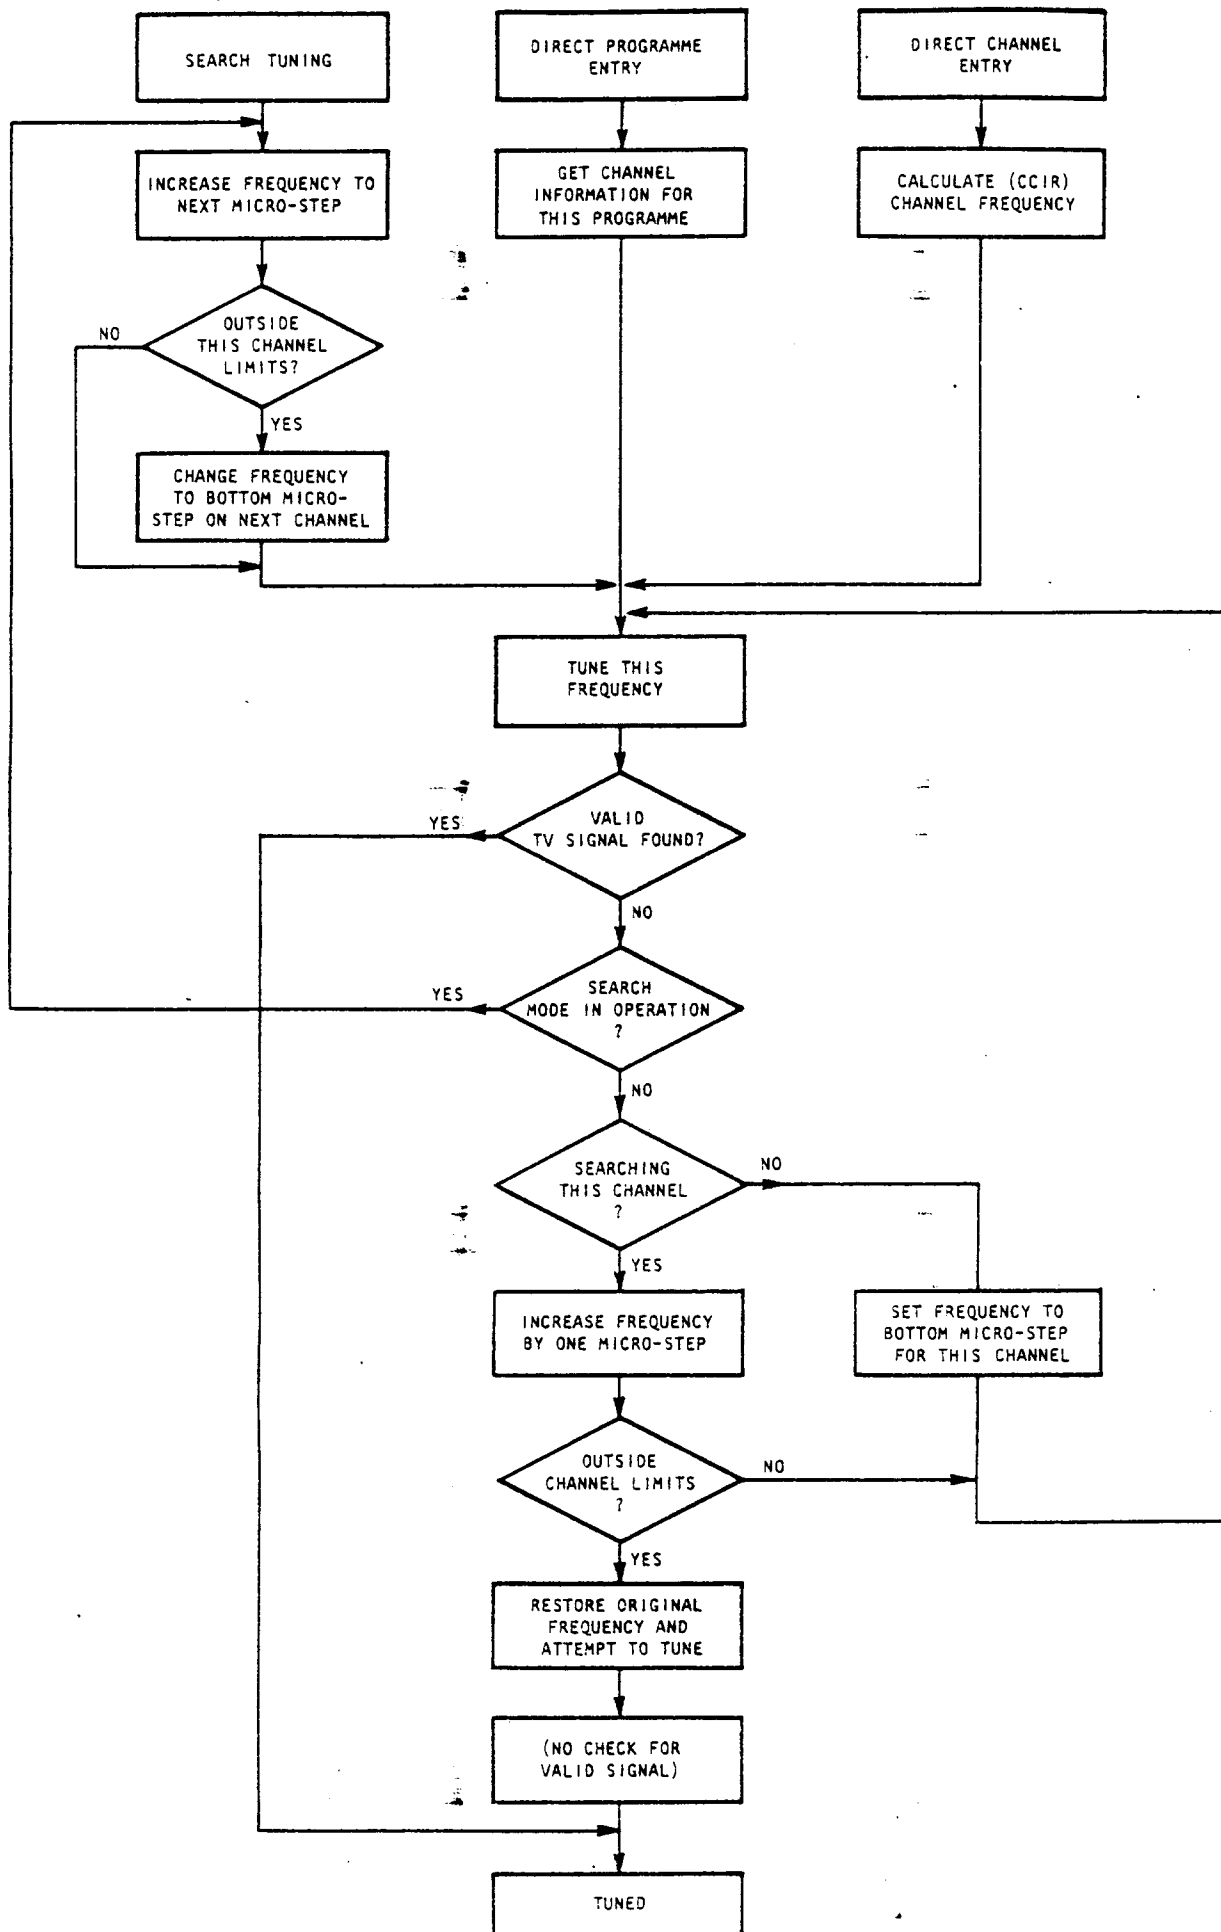 SEARCH TUNING
DIRECT PROGRAMME
ENTRY
DIRECT CHANNEL
ENTRY
INCREASE FREQUENCY TO
NEXT MICRO-STEP
GET CHANNEL
INFORMATION FOR
THIS PROGRAMME
CALCULATE (CCIR)
CHANNEL FREQUENCY
NO
OUTSIDE
THIS CHANNEL
LIMITS?
YES
CHANGE FREQUENCY
TO BOTTOM MICRO-
STEP ON NEXT CHANNEL
TUNE THIS
FREQUENCY
YES
VALID
TV SIGNAL FOUND?
NO
YES
SEARCH
MODE IN OPERATION
?
NO
SEARCHING
THIS CHANNEL
?
NO
YES
INCREASE FREQUENCY
BY ONE MICRO-STEP
SET FREQUENCY TO
BOTTOM MICRO-STEP
FOR THIS CHANNEL
OUTSIDE
CHANNEL LIMITS
?
NO
YES
RESTORE ORIGINAL
FREQUENCY AND
ATTEMPT TO TUNE
(NO CHECK FOR
VALID SIGNAL)
TUNED